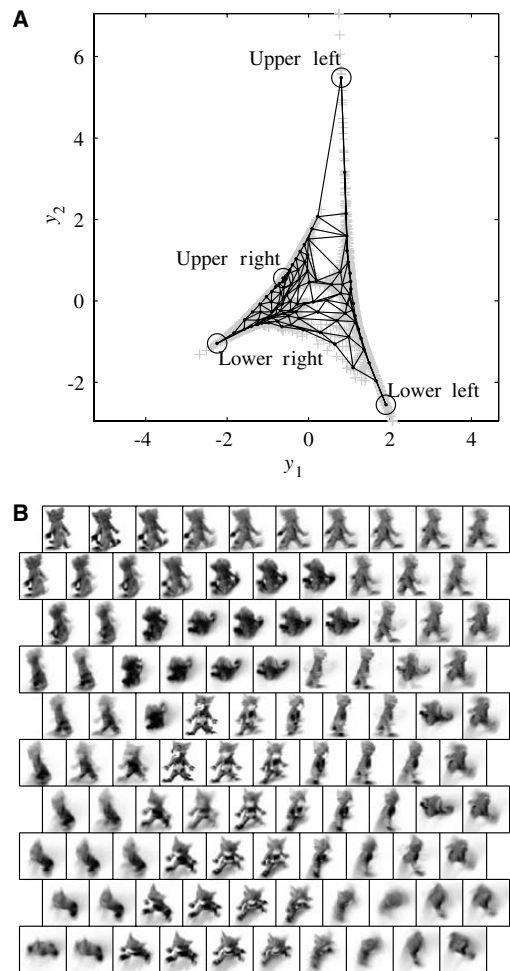 A
6
4
2
0
-2
y2
Upper left
Upper right
Lower right
Lower left
-4 -2 0 2 4
y1
B